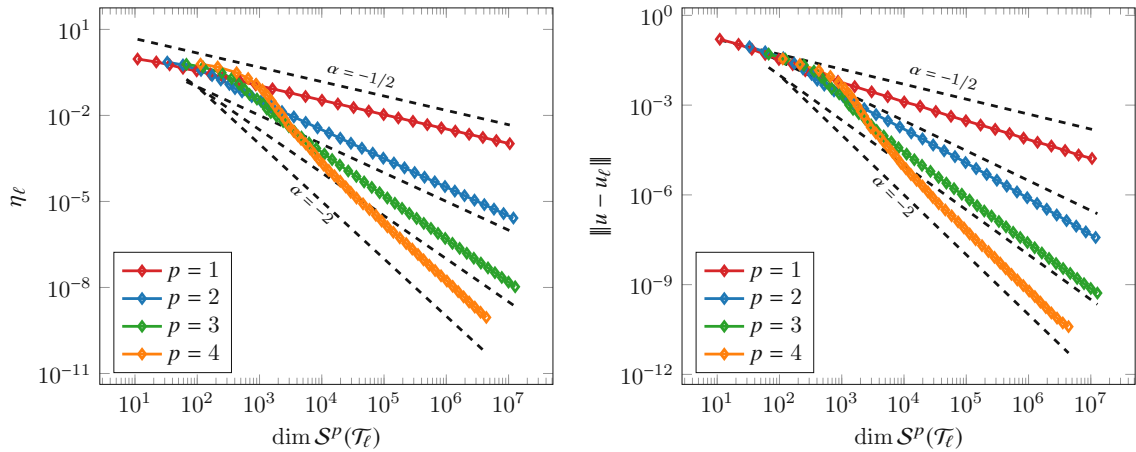 10^1
10^{-2}
10^{-5}
10^{-8}
10^{-11}
η_ℓ
α = −1/2
α = −2
p = 1
p = 2
p = 3
p = 4
10^1 10^2 10^3 10^4 10^5 10^6 10^7
dim 𝒮^p(𝒯_ℓ)
10^0
10^{-3}
10^{-6}
10^{-9}
10^{-12}
⦀u − u_ℓ⦀
α = −1/2
α = −2
p = 1
p = 2
p = 3
p = 4
10^1 10^2 10^3 10^4 10^5 10^6 10^7
dim 𝒮^p(𝒯_ℓ)